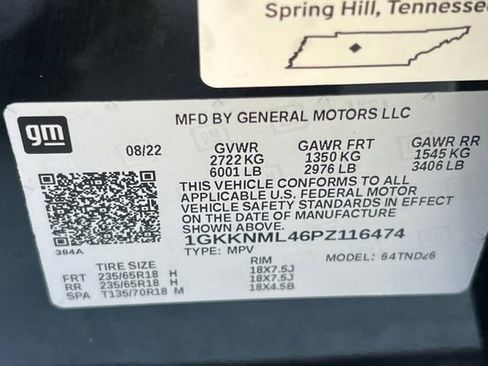 Spring Hill, Tennessee
gm
MFD BY GENERAL MOTORS LLC
08/22 GVWR GAWR FRT GAWR RR
2722 KG 1350 KG 1545 KG
6001 LB 2976 LB 3406 LB
THIS VEHICLE CONFORMS TO ALL
APPLICABLE U.S. FEDERAL MOTOR
VEHICLE SAFETY STANDARDS IN EFFECT
ON THE DATE OF MANUFACTURE
SHOWN ABOVE.
1GKKNML46PZ116474
384A TYPE: MPV MODEL: 64TND26
TIRE SIZE RIM
FRT 235/65R18 H 18X7.5J
RR 235/65R18 H 18X7.5J
SPA T135/70R18 M 18X4.5B